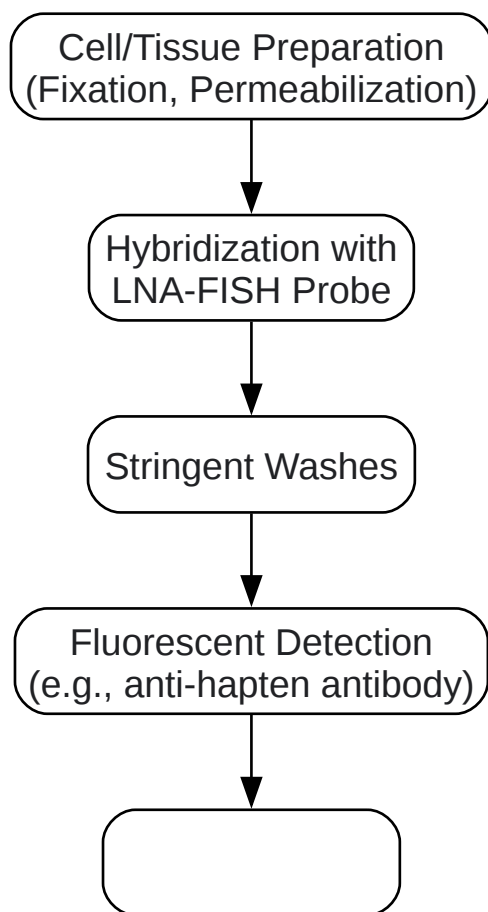 Cell/Tissue Preparation
(Fixation, Permeabilization)
Hybridization with
LNA-FISH Probe
Stringent Washes
Fluorescent Detection
(e.g., anti-hapten antibody)